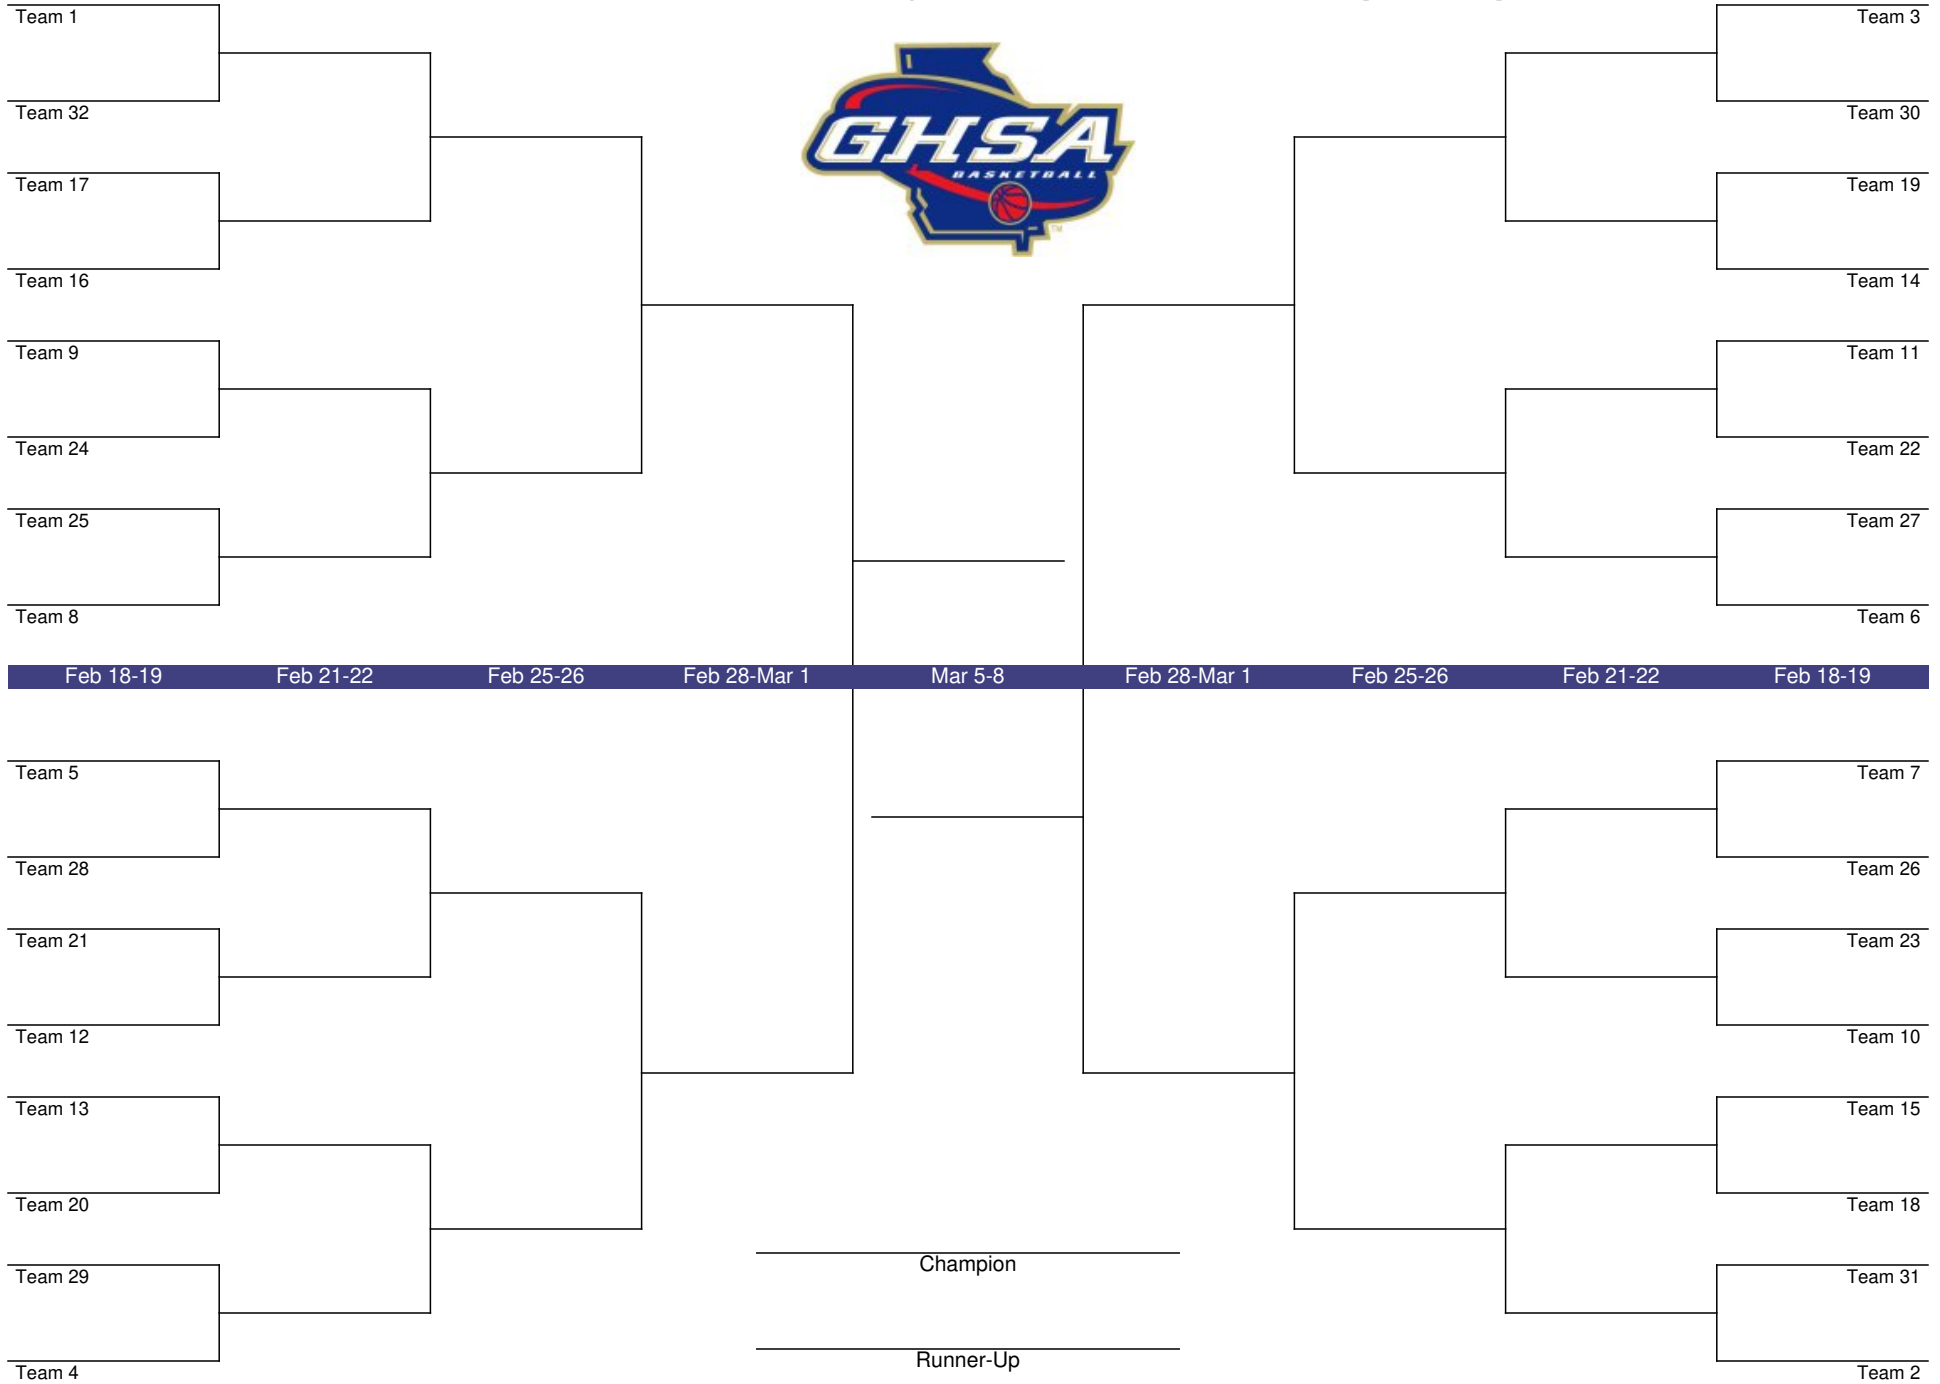 Team 1
Team 3
Team 32
Team 30
GHSA
BASKETBALL
TM
Team 17
Team 19
Team 16
Team 14
Team 9
Team 11
Team 24
Team 22
Team 25
Team 27
Team 8
Team 6
Feb 18-19 Feb 21-22 Feb 25-26 Feb 28-Mar 1 Mar 5-8 Feb 28-Mar 1 Feb 25-26 Feb 21-22 Feb 18-19
Team 5
Team 7
Team 28
Team 26
Team 21
Team 23
Team 12
Team 10
Team 13
Team 15
Team 20
Team 18
Champion
Team 29
Team 31
Runner-Up
Team 4
Team 2